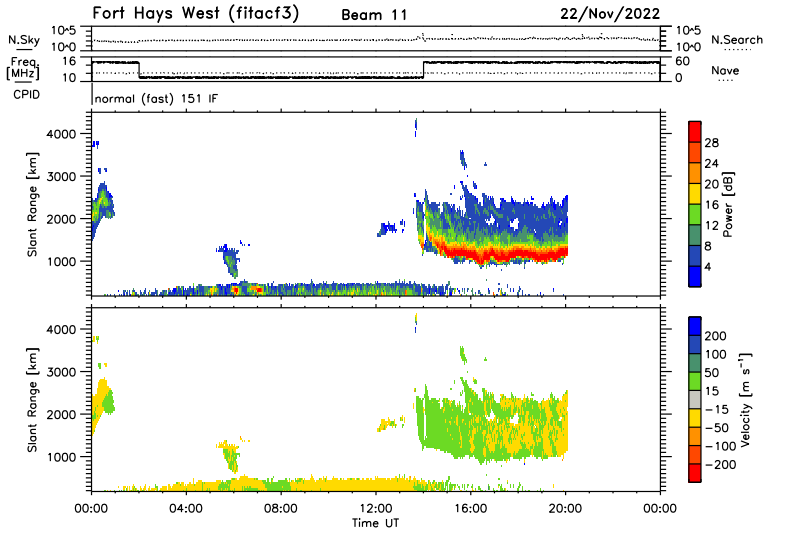 Fort Hays West (fitacf3) Beam 11 22/Nov/2022
N.Sky 10^5 10^0 10^5 10^0 N.Search
Freq. [MHz] 16 10 60 0 Nave
CPID normal (fast) 151 IF
Slant Range [km] 4000 3000 2000 1000
28 24 20 16 12 8 4 Power [dB]
Slant Range [km] 4000 3000 2000 1000
200 100 50 15 -15 -50 -100 -200 Velocity [m s^-1]
00:00 04:00 08:00 12:00 16:00 20:00 00:00
Time UT